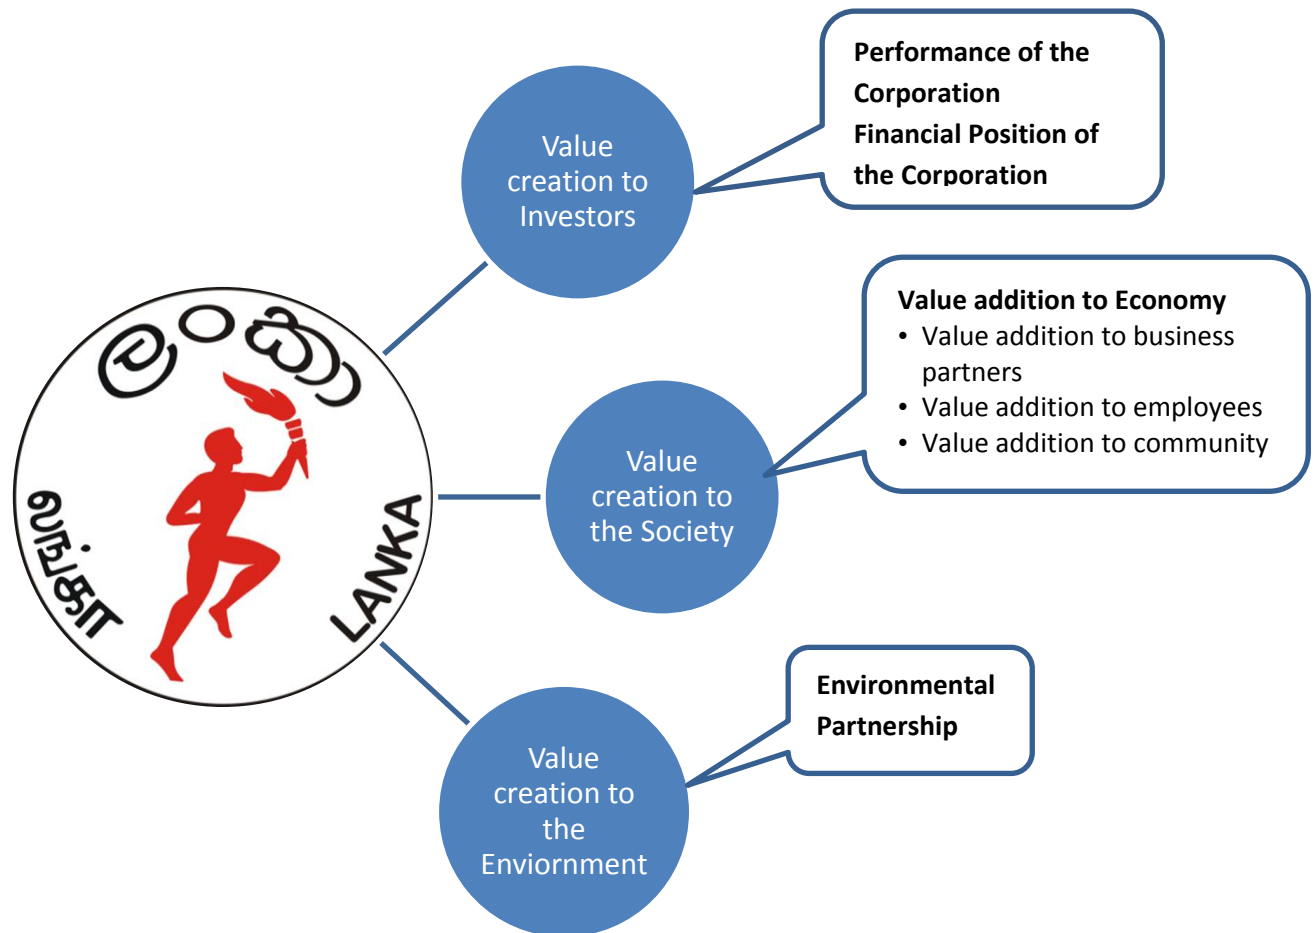 Performance of the
Corporation
Financial Position of
the Corporation
Value
creation to
Investors
Value addition to Economy
• Value addition to business
partners
• Value addition to employees
• Value addition to community
ලංකා
லங்கா
LANKA
Value
creation to
the Society
Environmental
Partnership
Value
creation to
the
Enviornment